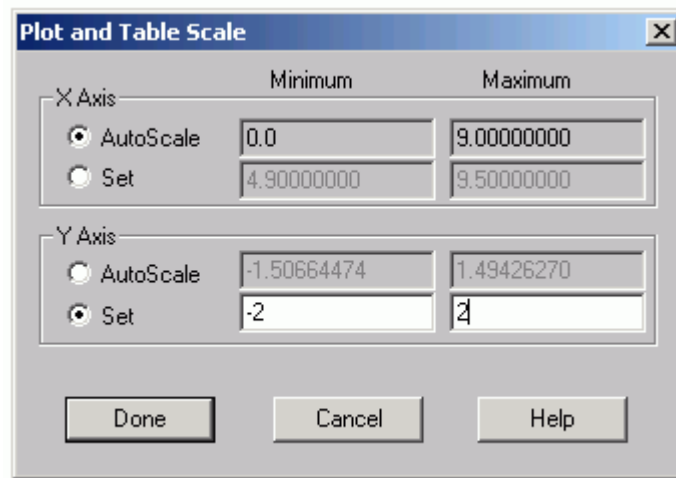 Plot and Table Scale
Minimum Maximum
X Axis
AutoScale 0.0 9.00000000
Set 4.90000000 9.50000000
Y Axis
AutoScale -1.50664474 1.49426270
Set -2 2
Done Cancel Help